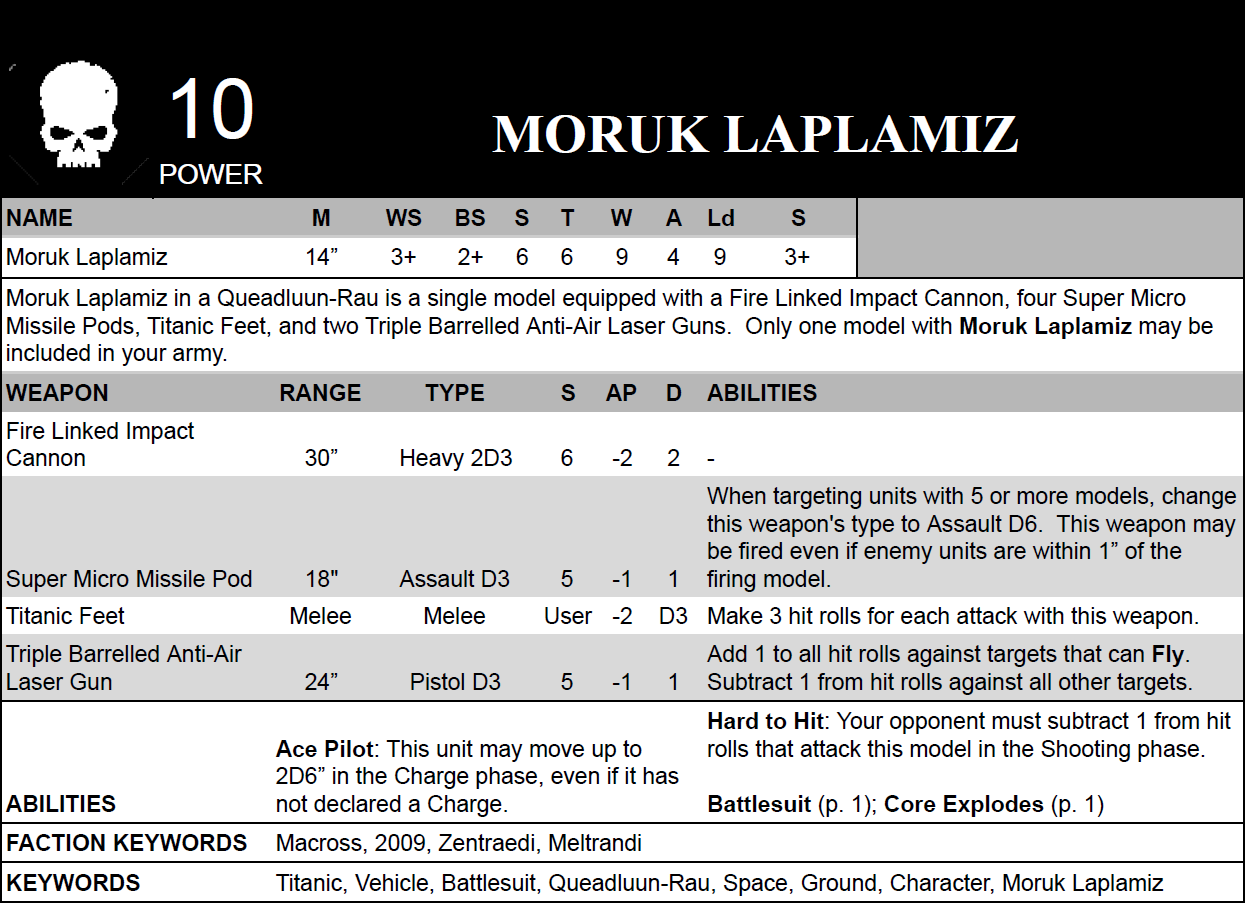 10
POWER
MORUK LAPLAMIZ
NAME M WS BS S T W A Ld S
Moruk Laplamiz 14” 3+ 2+ 6 6 9 4 9 3+
Moruk Laplamiz in a Queadluun-Rau is a single model equipped with a Fire Linked Impact Cannon, four Super Micro
Missile Pods, Titanic Feet, and two Triple Barrelled Anti-Air Laser Guns.  Only one model with Moruk Laplamiz may be
included in your army.
WEAPON RANGE TYPE S AP D ABILITIES
Fire Linked Impact
Cannon 30” Heavy 2D3 6 -2 2 -
When targeting units with 5 or more models, change
this weapon's type to Assault D6.  This weapon may
be fired even if enemy units are within 1” of the
Super Micro Missile Pod 18" Assault D3 5 -1 1 firing model.
Titanic Feet Melee Melee User -2 D3 Make 3 hit rolls for each attack with this weapon.
Triple Barrelled Anti-Air Add 1 to all hit rolls against targets that can Fly.
Laser Gun 24” Pistol D3 5 -1 1 Subtract 1 from hit rolls against all other targets.
ABILITIES
Ace Pilot: This unit may move up to
2D6” in the Charge phase, even if it has
not declared a Charge.
Hard to Hit: Your opponent must subtract 1 from hit
rolls that attack this model in the Shooting phase.
Battlesuit (p. 1); Core Explodes (p. 1)
FACTION KEYWORDS Macross, 2009, Zentraedi, Meltrandi
KEYWORDS Titanic, Vehicle, Battlesuit, Queadluun-Rau, Space, Ground, Character, Moruk Laplamiz